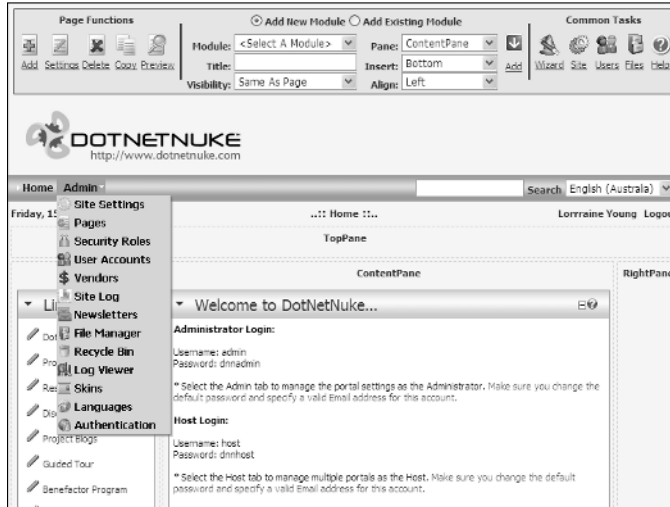 Page Functions
Add New Module Add Existing Module
Common Tasks
Module: <Select A Module> Pane: ContentPane
Title: Insert: Bottom
Visibility: Same As Page Align: Left
Add Settings Delete Copy Preview
Add
Wizard Site Users Files Help
DOTNETNUKE
http://www.dotnetnuke.com
Home Admin
Search English (Australia)
Friday, 15
..:: Home ::..
Lorrraine Young Logou
Site Settings
Pages
Security Roles
User Accounts
Vendors
Site Log
Newsletters
File Manager
Recycle Bin
Log Viewer
Skins
Languages
Authentication
TopPane
ContentPane
RightPan
Li
Dot
Pro
Res
Dis
Project Blogs
Guided Tour
Benefactor Program
Welcome to DotNetNuke...
Administrator Login:
Username: admin
Password: dnnadmin
* Select the Admin tab to manage the portal settings as the Administrator. Make sure you change the
default password and specify a valid Email address for this account.
Host Login:
Username: host
Password: dnnhost
* Select the Host tab to manage multiple portals as the Host. Make sure you change the default
password and specify a valid Email address for this account.